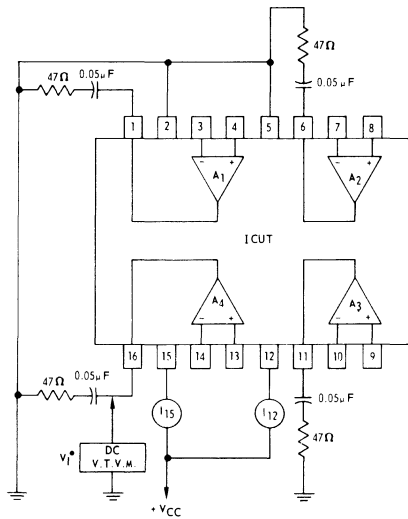 47Ω
0.05µF
47Ω
0.05µF
1 2 3 4 5 6 7 8
- + - +
A1
A2
ICUT
A4
A3
- + - +
16 15 14 13 12 11 10 9
47Ω
0.05µF
I15
I12
0.05µF
47Ω
V1*
DC
V.T.V.M.
+VCC